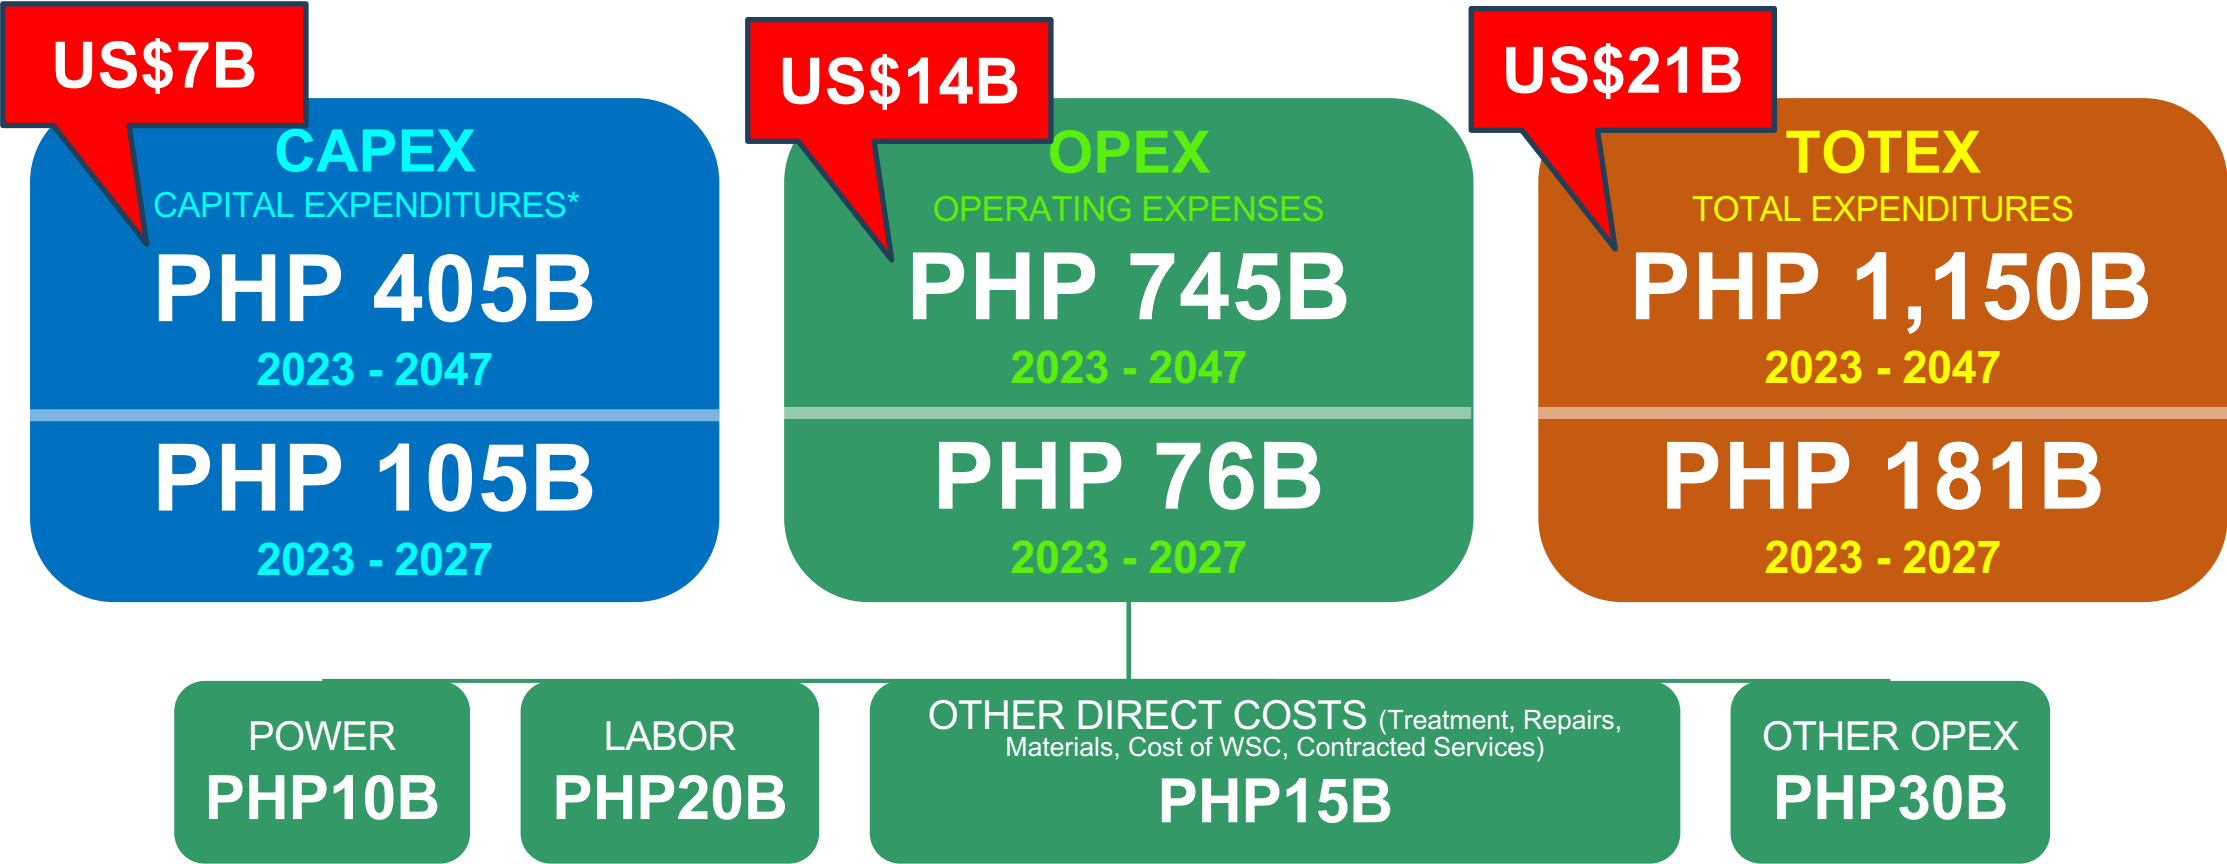 US$7B
CAPEX
CAPITAL EXPENDITURES*
PHP 405B
2023 - 2047
PHP 105B
2023 - 2027
US$14B
OPEX
OPERATING EXPENSES
PHP 745B
2023 - 2047
PHP 76B
2023 - 2027
US$21B
TOTEX
TOTAL EXPENDITURES
PHP 1,150B
2023 - 2047
PHP 181B
2023 - 2027
POWER
PHP10B
LABOR
PHP20B
OTHER DIRECT COSTS (Treatment, Repairs,
Materials, Cost of WSC, Contracted Services)
PHP15B
OTHER OPEX
PHP30B